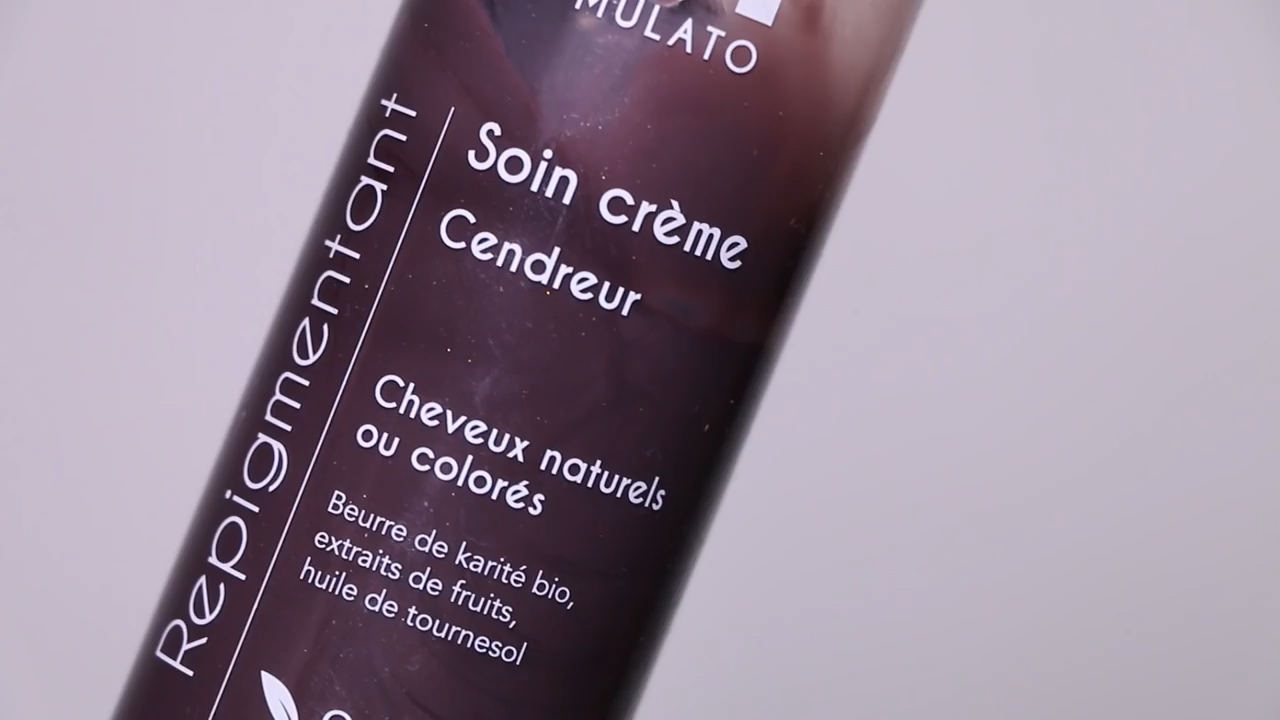 MULATO
Repigmentant
Soin crème
Cendreur
Cheveux naturels
ou colorés
Beurre de karité bio,
extraits de fruits,
huile de tournesol